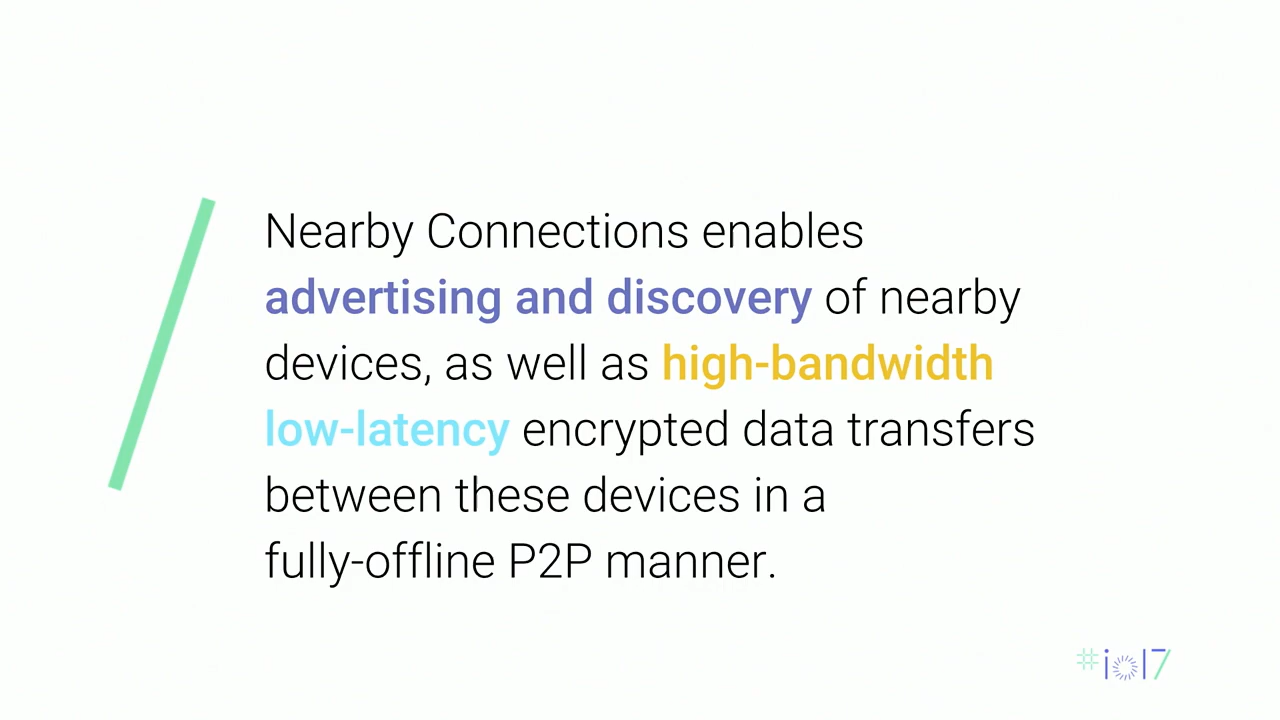 Nearby Connections enables
advertising and discovery of nearby
devices, as well as high-bandwidth
low-latency encrypted data transfers
between these devices in a
fully-offline P2P manner.
#io17